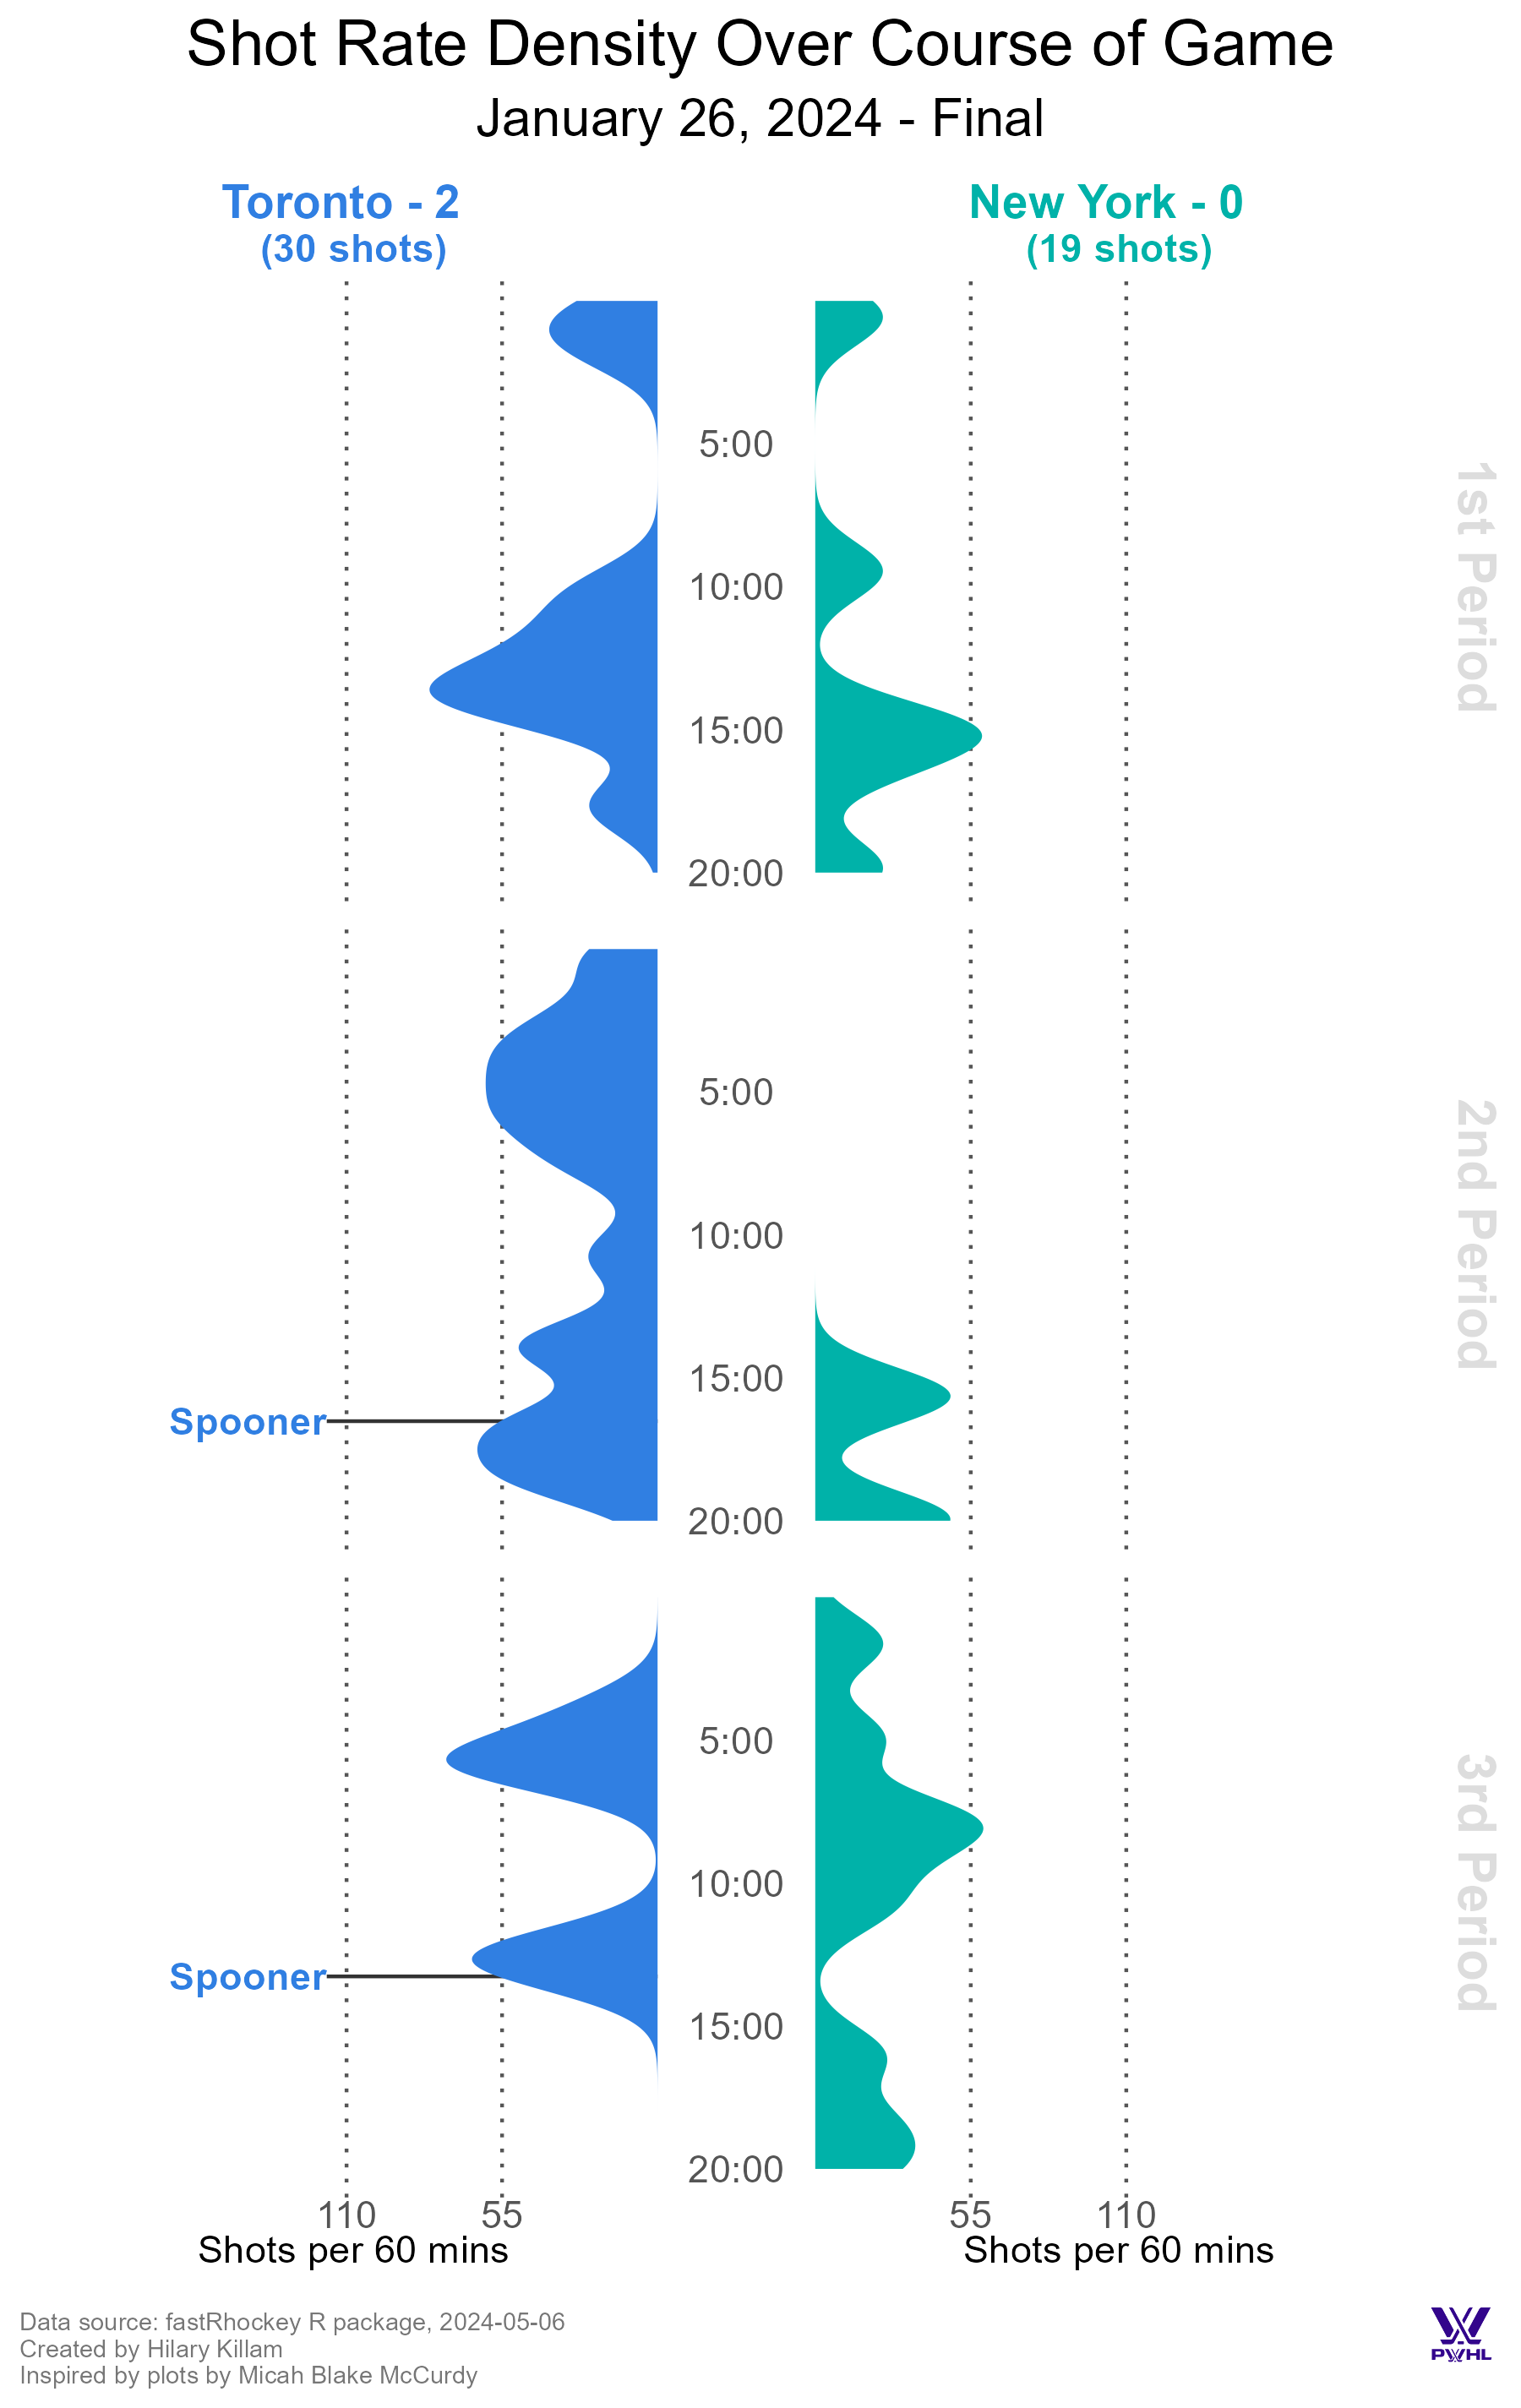 Shot Rate Density Over Course of Game
January 26, 2024 - Final
Toronto - 2
(30 shots)
New York - 0
(19 shots)
5:00
10:00
15:00
20:00
1st Period
5:00
10:00
15:00
20:00
Spooner
2nd Period
5:00
10:00
15:00
20:00
Spooner
3rd Period
110
55
55
110
Shots per 60 mins
Shots per 60 mins
Data source: fastRhockey R package, 2024-05-06
Created by Hilary Killam
Inspired by plots by Micah Blake McCurdy
PWHL